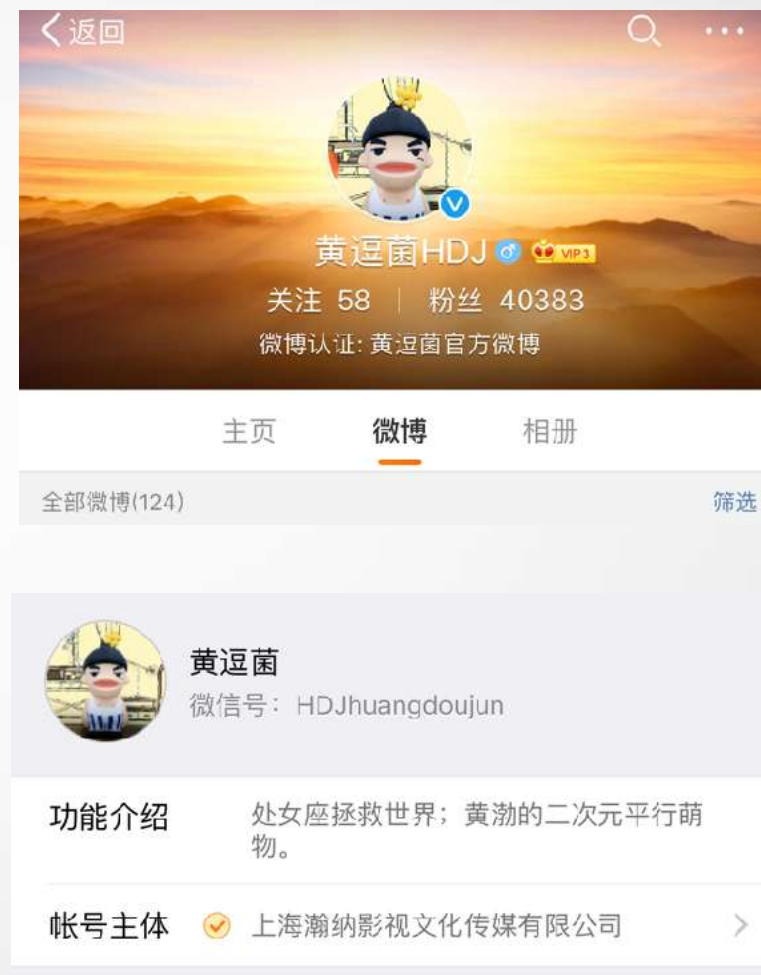 返回
黄逗菌HDJ VIP 3
关注 58 | 粉丝 40383
微博认证: 黄逗菌官方微博
主页 微博 相册
全部微博(124) 筛选
黄逗菌
微信号: HDJhuangdoujun
功能介绍 处女座拯救世界；黄渤的二次元平行萌
物。
帐号主体 上海瀚纳影视文化传媒有限公司